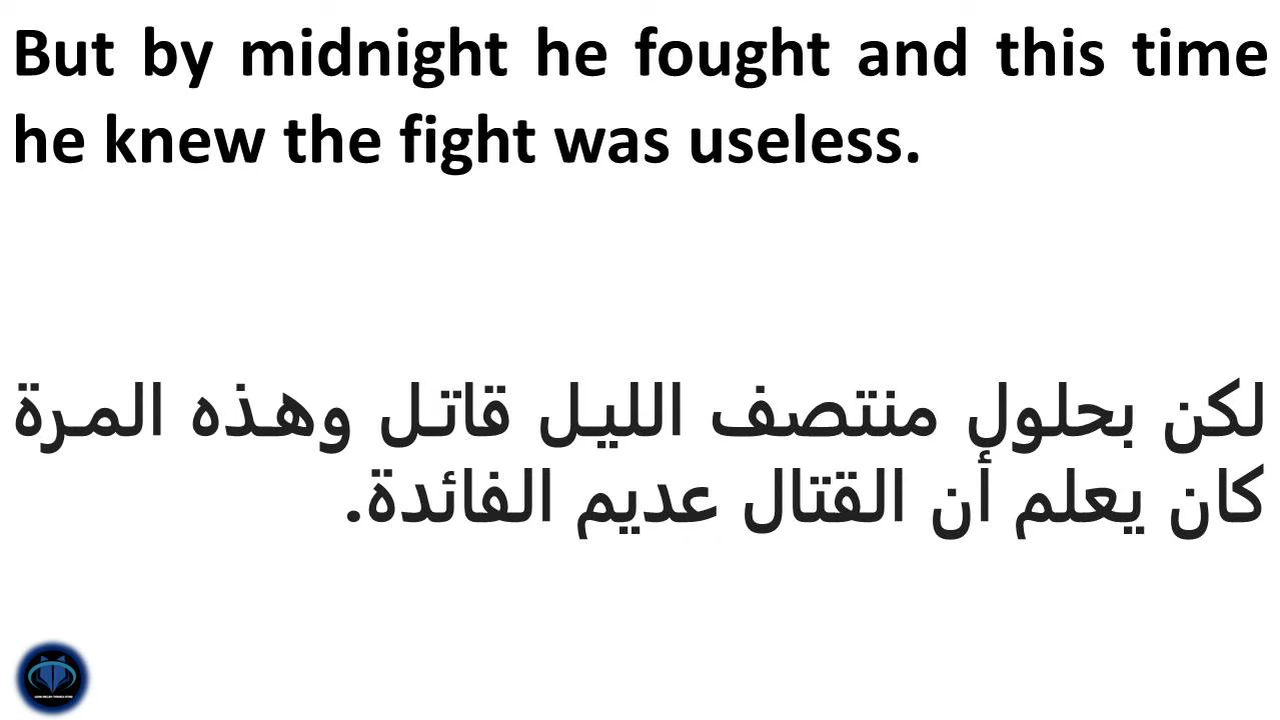 But by midnight he fought and this time
he knew the fight was useless.
لكن بحلول منتصف الليل قاتل وهذه المرة
كان يعلم أن القتال عديم الفائدة.